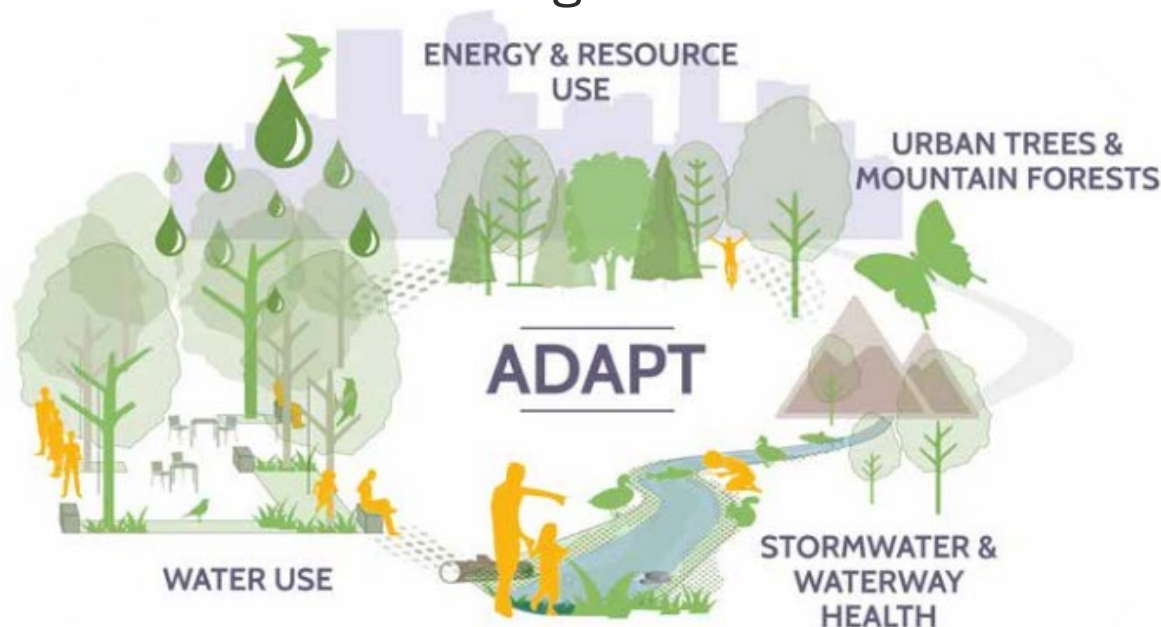 ENERGY & RESOURCE
USE
URBAN TREES &
MOUNTAIN FORESTS
ADAPT
WATER USE
STORMWATER &
WATERWAY
HEALTH